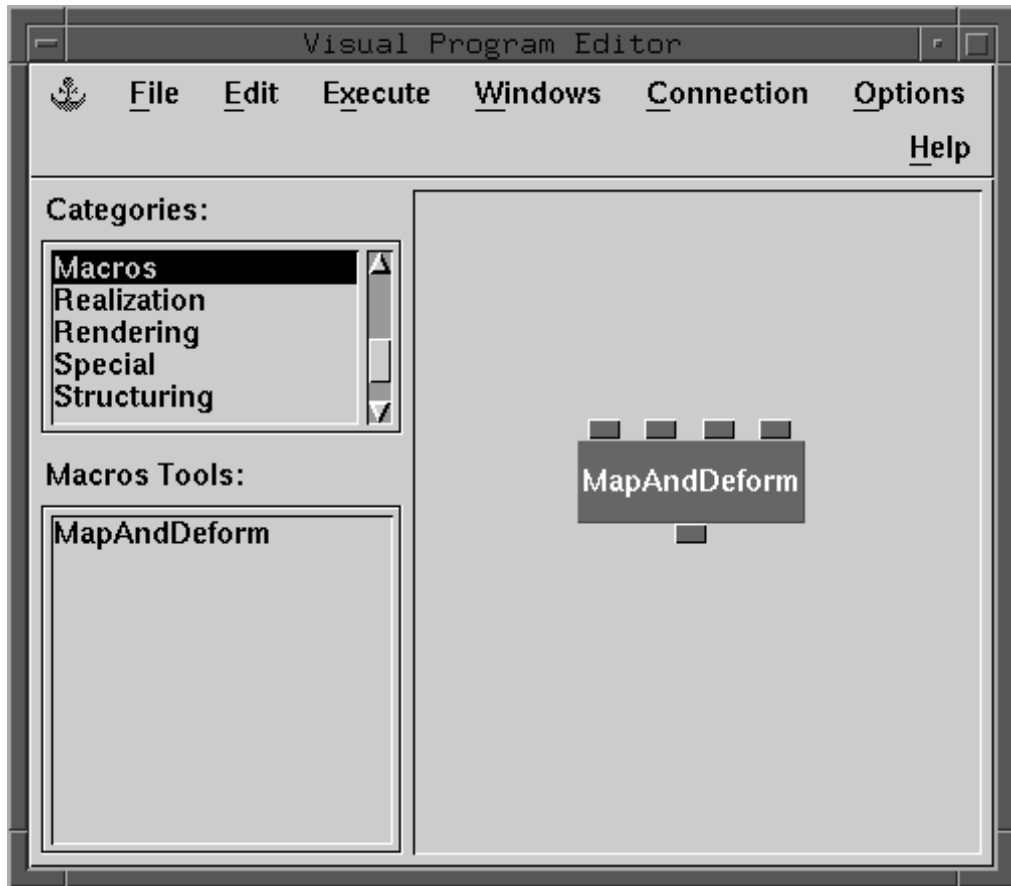 Visual Program Editor
File Edit Execute Windows Connection Options
Help
Categories:
Macros
Realization
Rendering
Special
Structuring
Macros Tools:
MapAndDeform
MapAndDeform